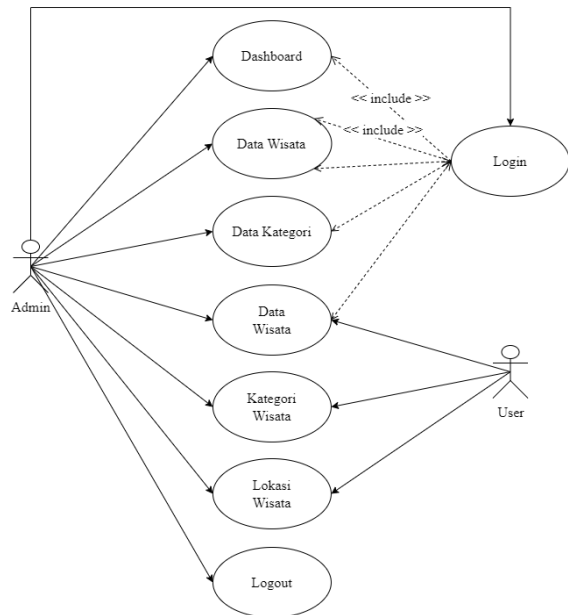 Dashboard
<< include >>
<< include >>
Data Wisata
Login
Data Kategori
Admin
Data
Wisata
Kategori
Wisata
User
Lokasi
Wisata
Logout